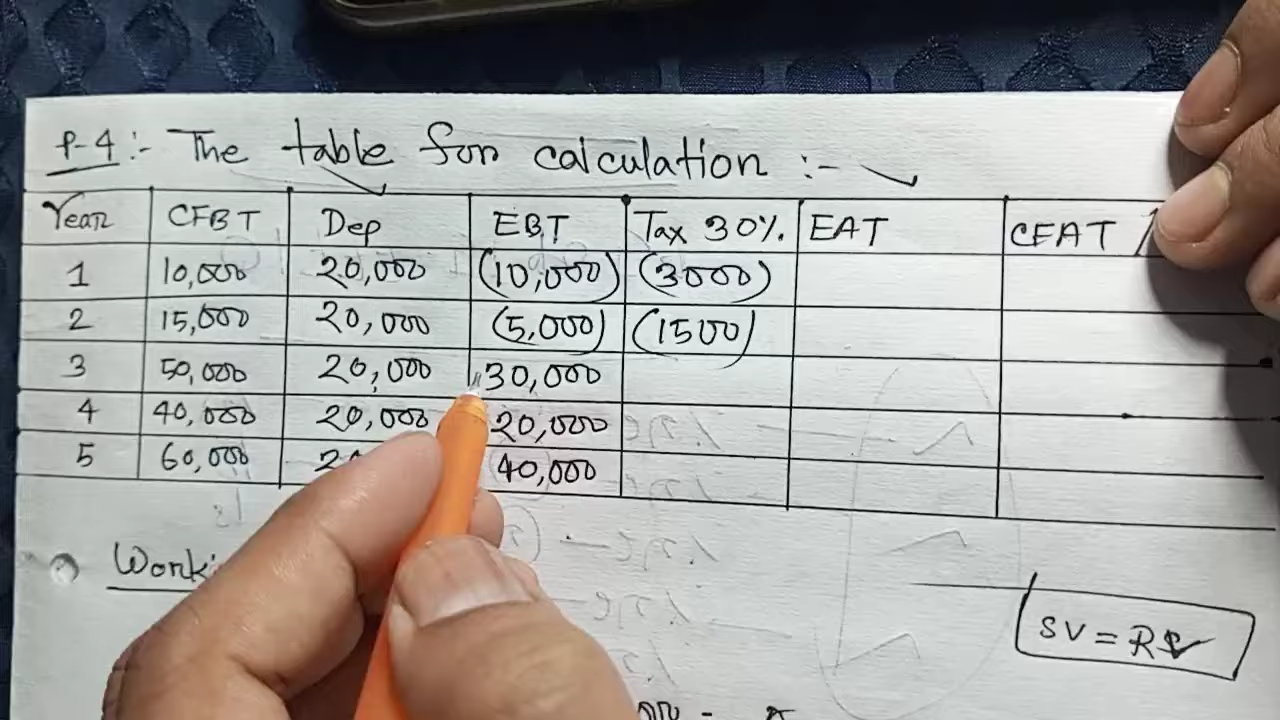 P-4:- The table for calculation :-
Year CFBT Dep EBT Tax 30%. EAT CFAT
1 10,000 20,000 (10,000) (3000)
2 15,000 20,000 (5,000) (1500)
3 50,000 20,000 30,000
4 40,000 20,000 20,000
5 60,000 40,000
SV = RV